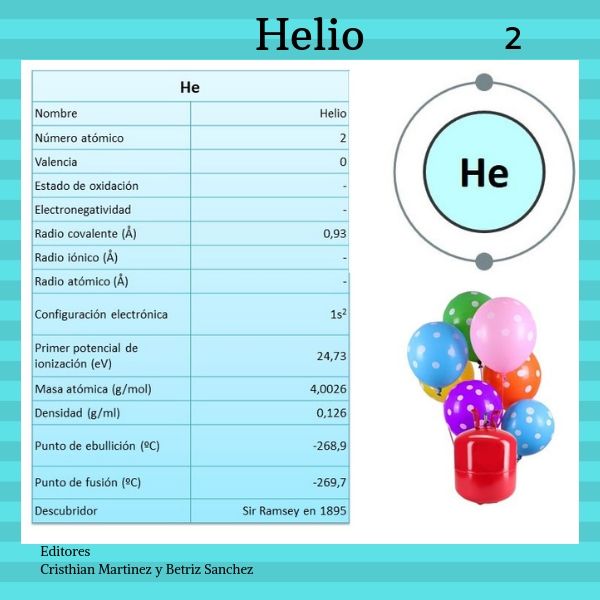 Helio 2
He
Nombre Helio
Número atómico 2
Valencia 0
Estado de oxidación -
Electronegatividad -
Radio covalente (Å) 0,93
Radio iónico (Å) -
Radio atómico (Å) -
Configuración electrónica 1s²
Primer potencial de
ionización (eV) 24,73
Masa atómica (g/mol) 4,0026
Densidad (g/ml) 0,126
Punto de ebullición (ºC) -268,9
Punto de fusión (ºC) -269,7
Descubridor Sir Ramsey en 1895
He
Editores
Cristhian Martinez y Betriz Sanchez